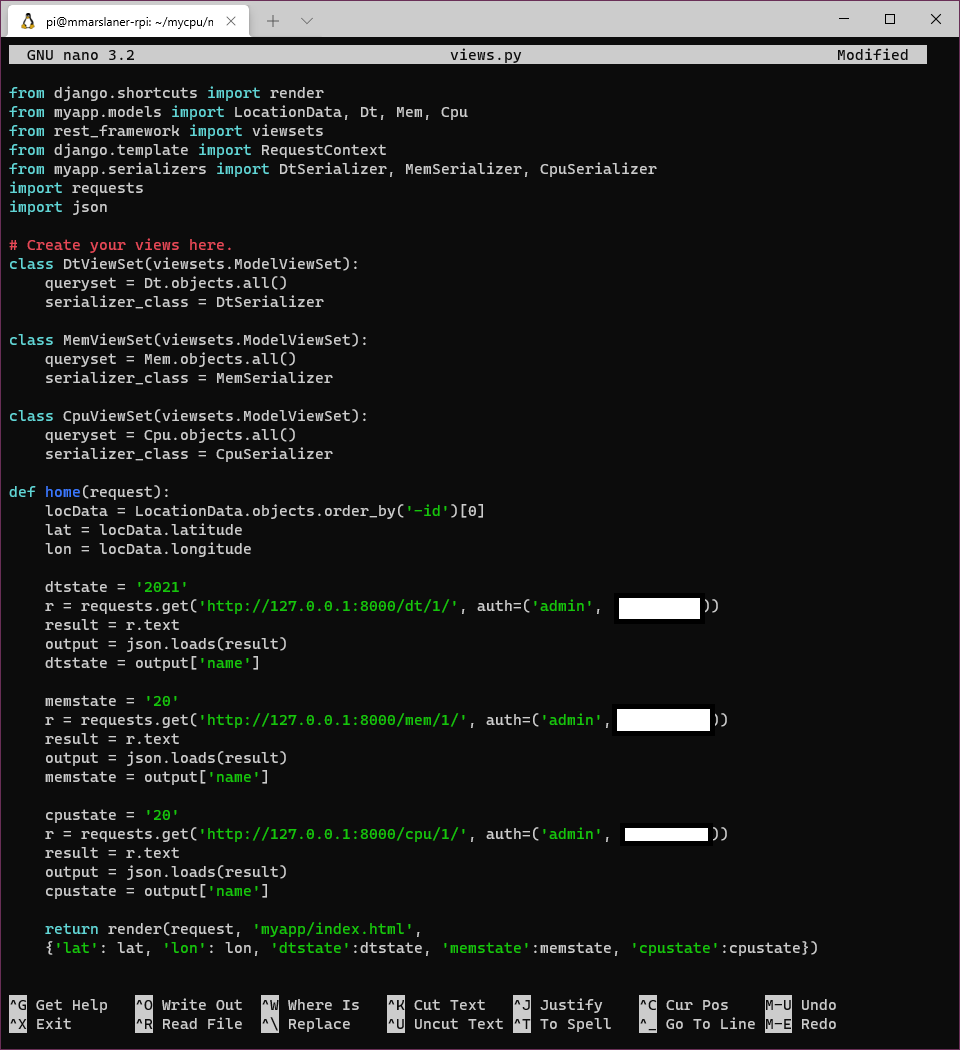 pi@mmarslaner-rpi: ~/mycpu/n
GNU nano 3.2 views.py Modified
from django.shortcuts import render
from myapp.models import LocationData, Dt, Mem, Cpu
from rest_framework import viewsets
from django.template import RequestContext
from myapp.serializers import DtSerializer, MemSerializer, CpuSerializer
import requests
import json
# Create your views here.
class DtViewSet(viewsets.ModelViewSet):
    queryset = Dt.objects.all()
    serializer_class = DtSerializer
class MemViewSet(viewsets.ModelViewSet):
    queryset = Mem.objects.all()
    serializer_class = MemSerializer
class CpuViewSet(viewsets.ModelViewSet):
    queryset = Cpu.objects.all()
    serializer_class = CpuSerializer
def home(request):
    locData = LocationData.objects.order_by('-id')[0]
    lat = locData.latitude
    lon = locData.longitude
    dtstate = '2021'
    r = requests.get('http://127.0.0.1:8000/dt/1/', auth=('admin', ))
    result = r.text
    output = json.loads(result)
    dtstate = output['name']
    memstate = '20'
    r = requests.get('http://127.0.0.1:8000/mem/1/', auth=('admin', ))
    result = r.text
    output = json.loads(result)
    memstate = output['name']
    cpustate = '20'
    r = requests.get('http://127.0.0.1:8000/cpu/1/', auth=('admin', ))
    result = r.text
    output = json.loads(result)
    cpustate = output['name']
    return render(request, 'myapp/index.html',
    {'lat': lat, 'lon': lon, 'dtstate':dtstate, 'memstate':memstate, 'cpustate':cpustate})
^G Get Help ^O Write Out ^W Where Is ^K Cut Text ^J Justify ^C Cur Pos M-U Undo
^X Exit ^R Read File ^\ Replace ^U Uncut Text ^T To Spell ^_ Go To Line M-E Redo